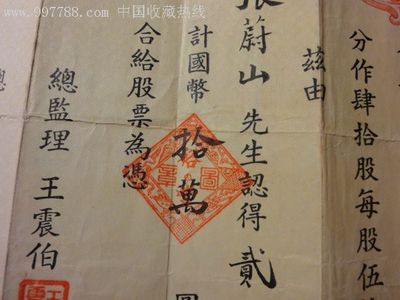 www.997788.com 中国收藏热线
分作肆拾股每股伍
茲由
張蔚山先生認得貳
計國幣拾萬圓
合給股票為憑
總監理王震伯
總